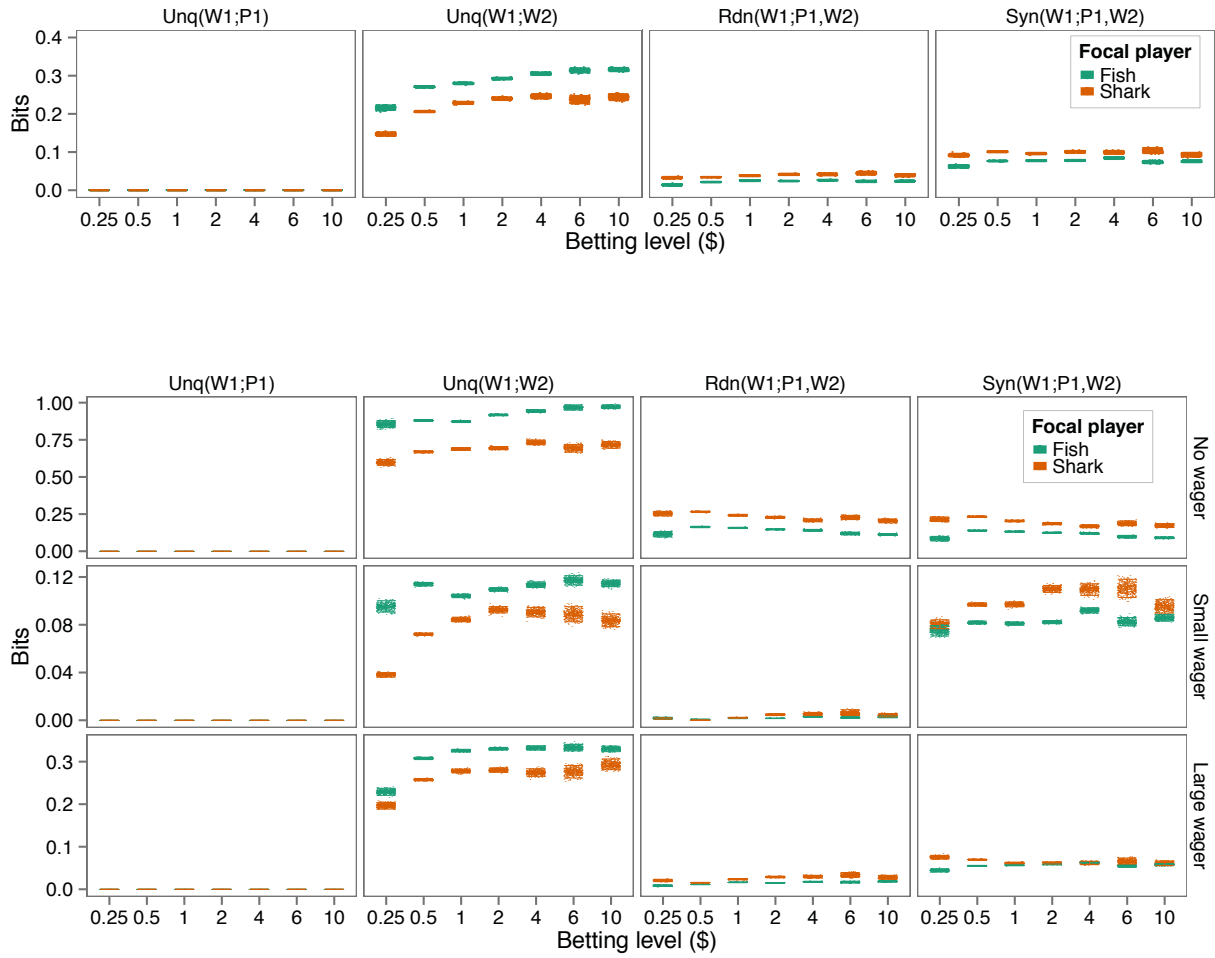 Unq(W1;P1) Unq(W1;W2) Rdn(W1;P1,W2) Syn(W1;P1,W2)
0.4
0.3
0.2
0.1
0.0
Bits
Focal player
Fish
Shark
0.25 0.5 1 2 4 6 10 0.25 0.5 1 2 4 6 10 0.25 0.5 1 2 4 6 10 0.25 0.5 1 2 4 6 10
Betting level ($)
Unq(W1;P1) Unq(W1;W2) Rdn(W1;P1,W2) Syn(W1;P1,W2)
1.00
0.75
0.50
0.25
0.00
Focal player
Fish
Shark
No wager
0.12
0.08
0.04
0.00
Bits
Small wager
0.3
0.2
0.1
0.0
Large wager
0.25 0.5 1 2 4 6 10 0.25 0.5 1 2 4 6 10 0.25 0.5 1 2 4 6 10 0.25 0.5 1 2 4 6 10
Betting level ($)